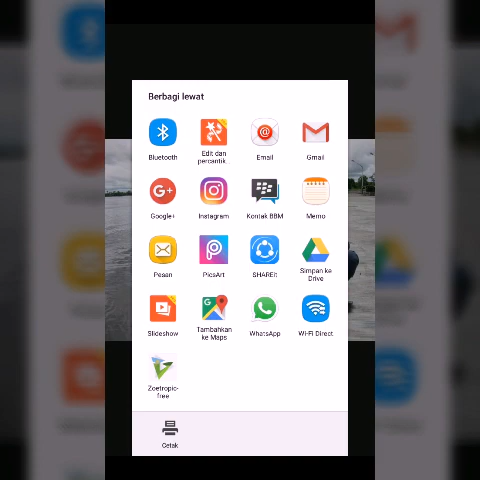 Berbagi lewat
Bluetooth
Edit dan
percantik.
Email
Gmail
Google+
Instagram
Kontak BBM
Memo
Pesan
PicsArt
SHAREit
Simpan ke
Drive
Slideshow
Tambahkan
ke Maps
WhatsApp
Wi-Fi Direct
Zoetropic-
free
Cetak